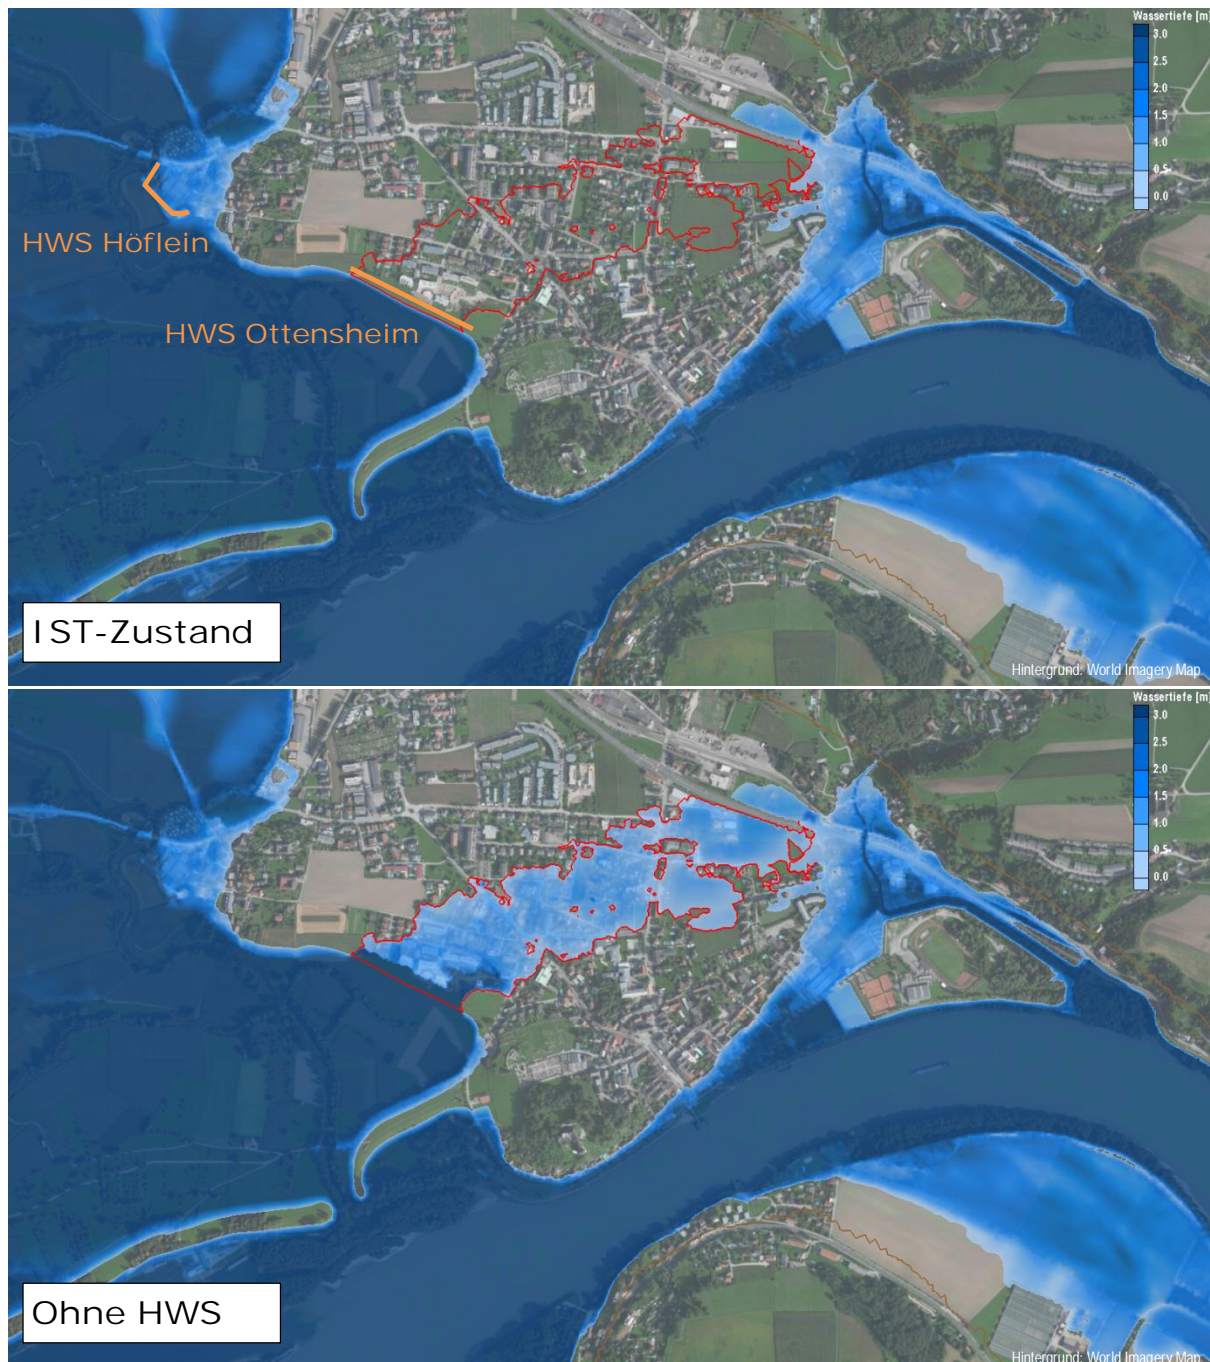 Wassertiefe [m]
3.0
2.5
2.0
1.5
1.0
0.5
0.0
HWS Höflein
HWS Ottensheim
IST-Zustand
Hintergrund: World Imagery Map
Wassertiefe [m]
3.0
2.5
2.0
1.5
1.0
0.5
0.0
Ohne HWS
Hintergrund: World Imagery Map